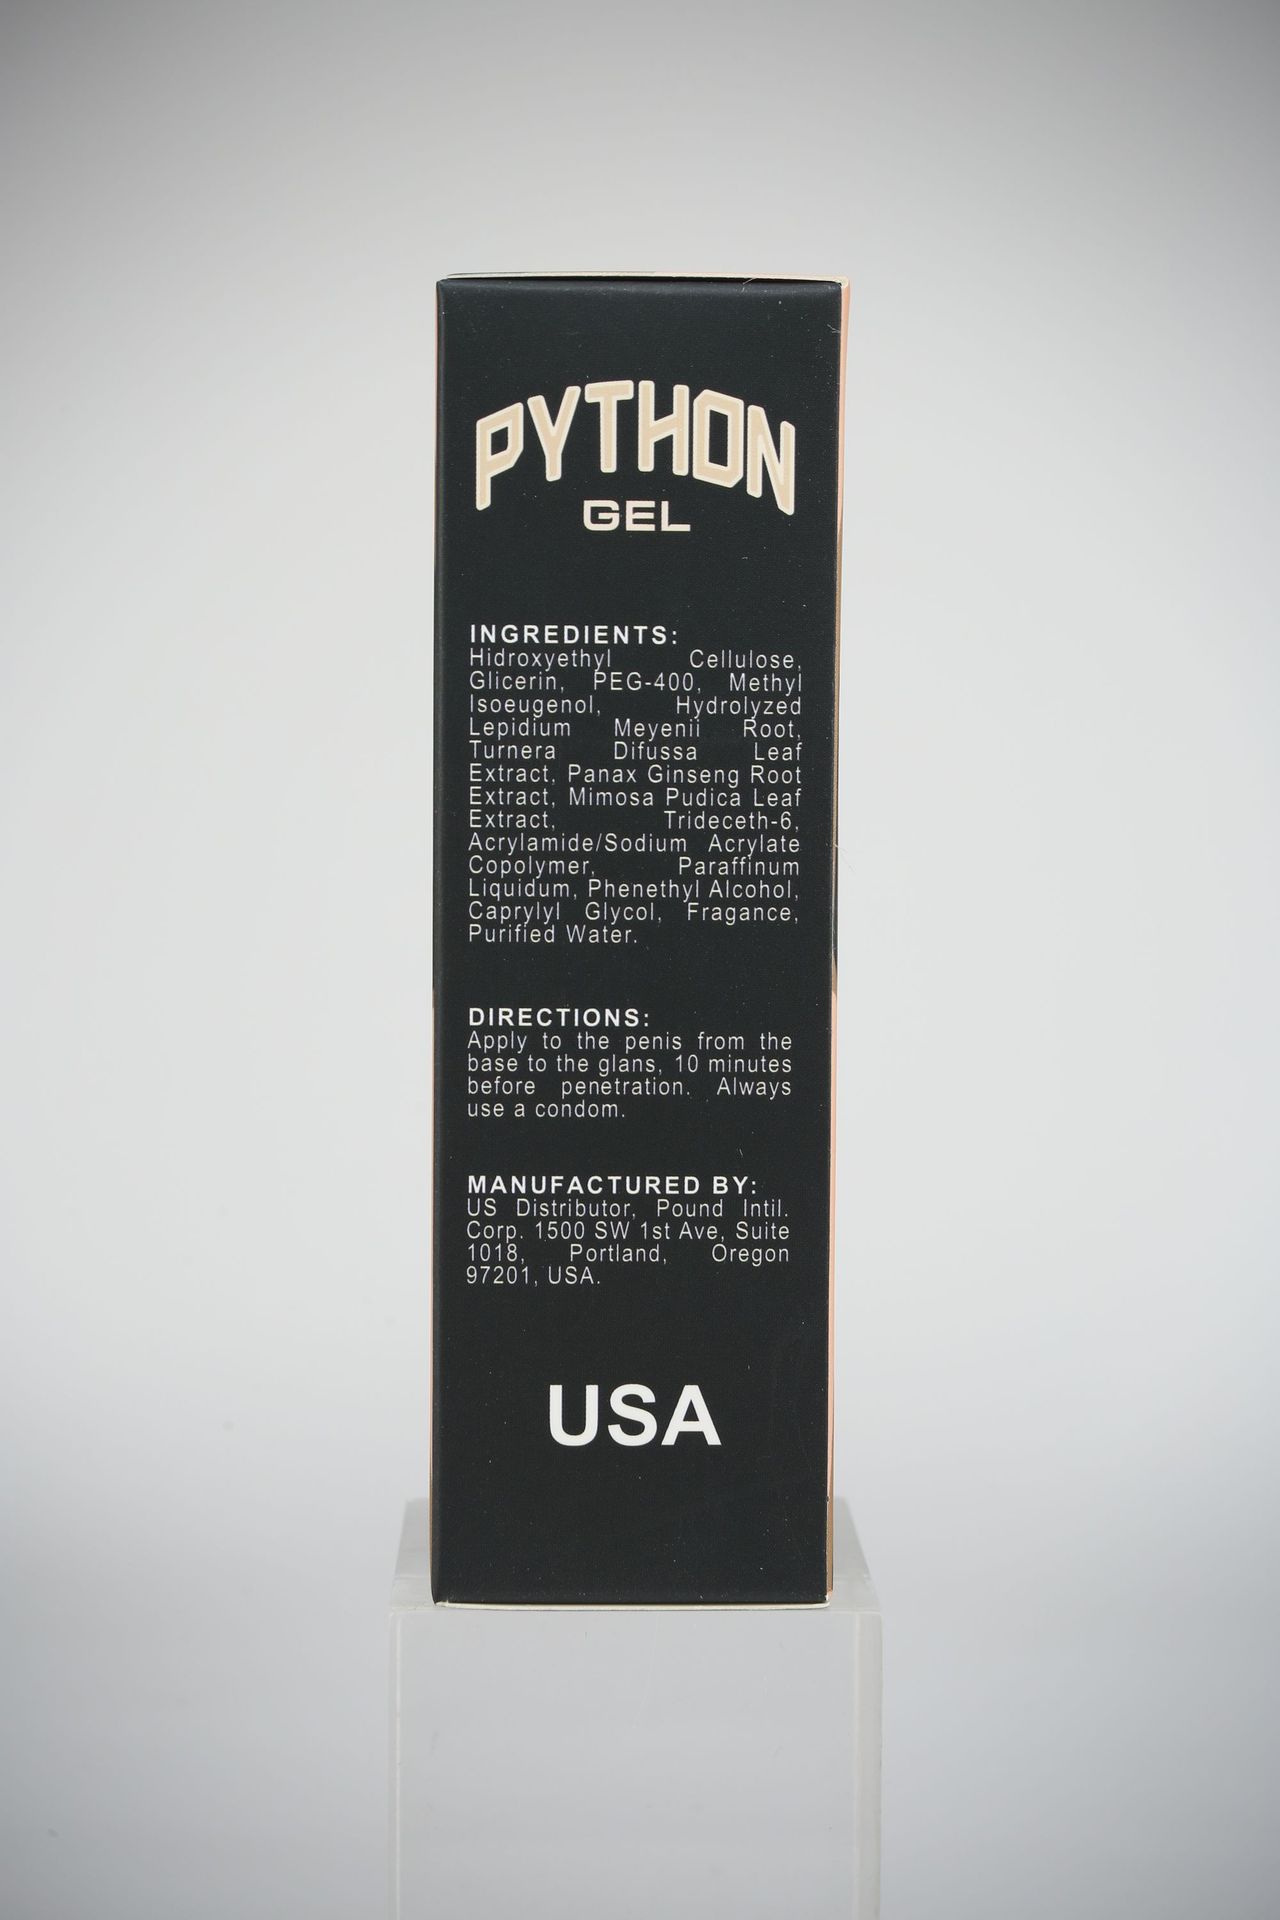 PYTHON
GEL
INGREDIENTS:
Hidroxyethyl Cellulose,
Glicerin, PEG-400, Methyl
Isoeugenol, Hydrolyzed
Lepidium Meyenii Root,
Turnera Difussa Leaf
Extract, Panax Ginseng Root
Extract, Mimosa Pudica Leaf
Extract, Trideceth-6,
Acrylamide/Sodium Acrylate
Copolymer, Paraffinum
Liquidum, Phenethyl Alcohol,
Caprylyl Glycol, Fragance,
Purified Water.
DIRECTIONS:
Apply to the penis from the
base to the glans, 10 minutes
before penetration. Always
use a condom.
MANUFACTURED BY:
US Distributor, Pound Intil.
Corp. 1500 SW 1st Ave, Suite
1018, Portland, Oregon
97201, USA.
USA